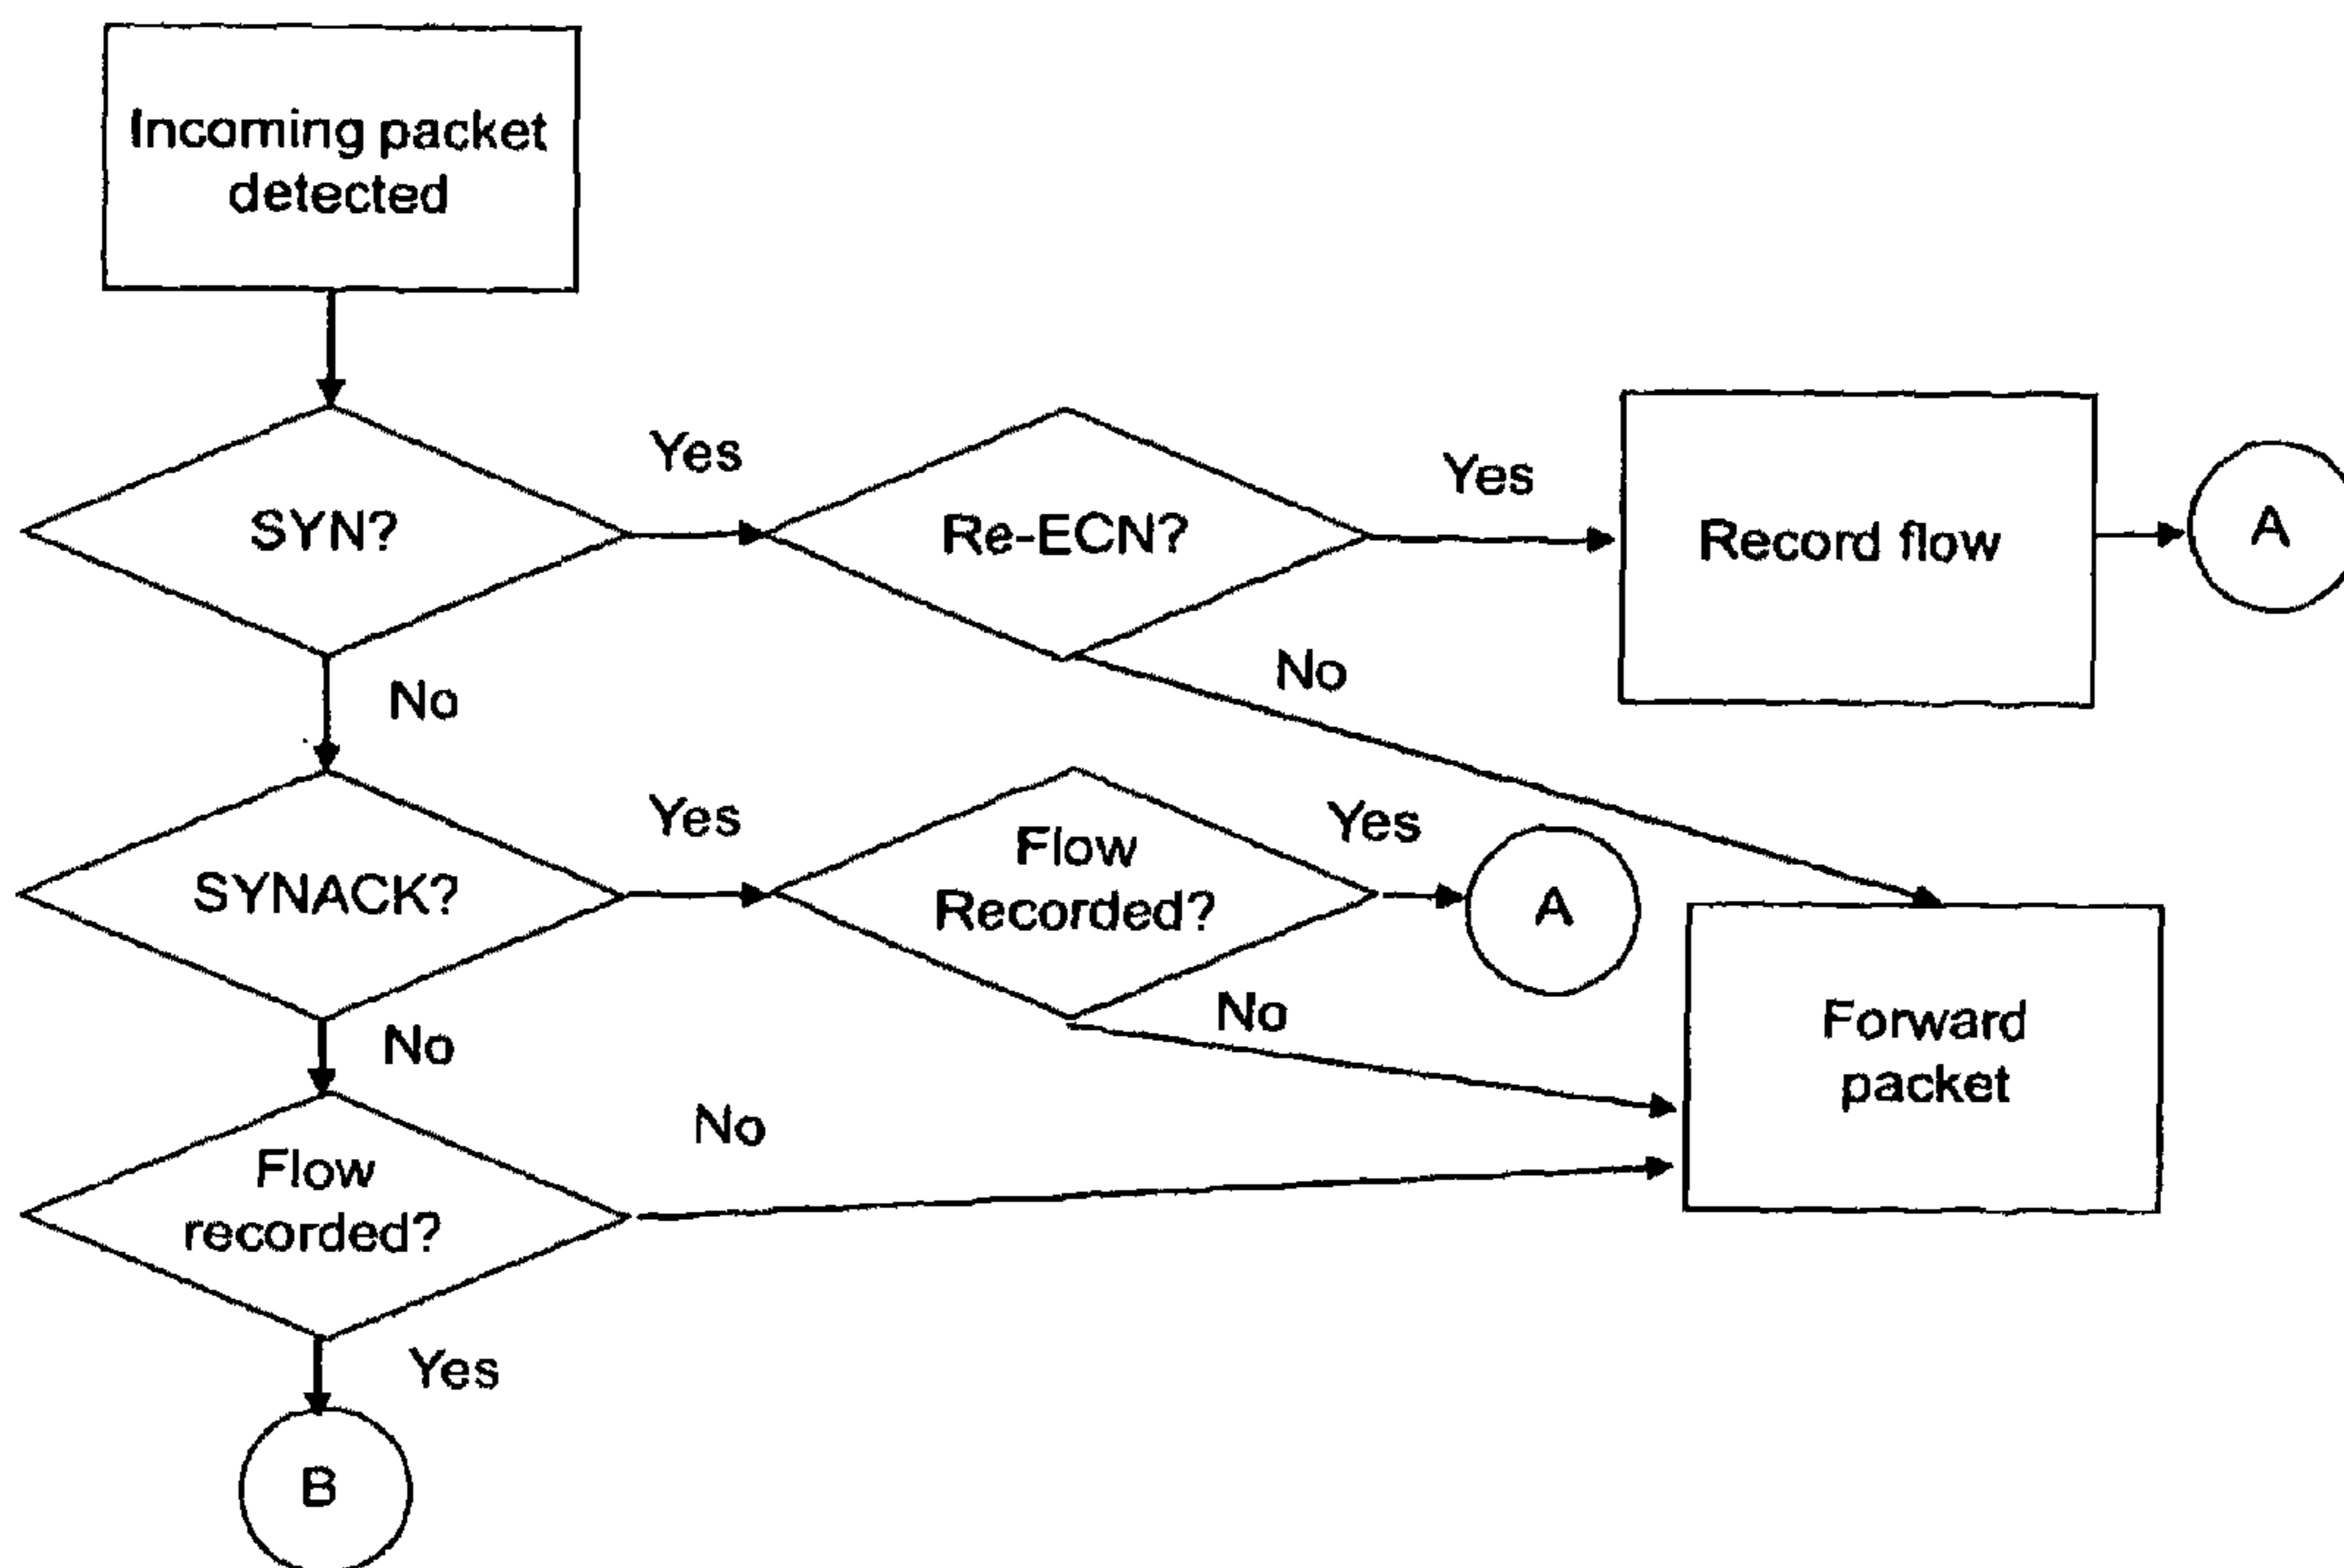 Incoming packet
detected
Yes
Yes
SYN?
Re-ECN?
Record flow
A
No
No
Yes
Yes
SYNACK?
Flow
Recorded?
A
No
No
Forward
packet
No
Flow
recorded?
Yes
B